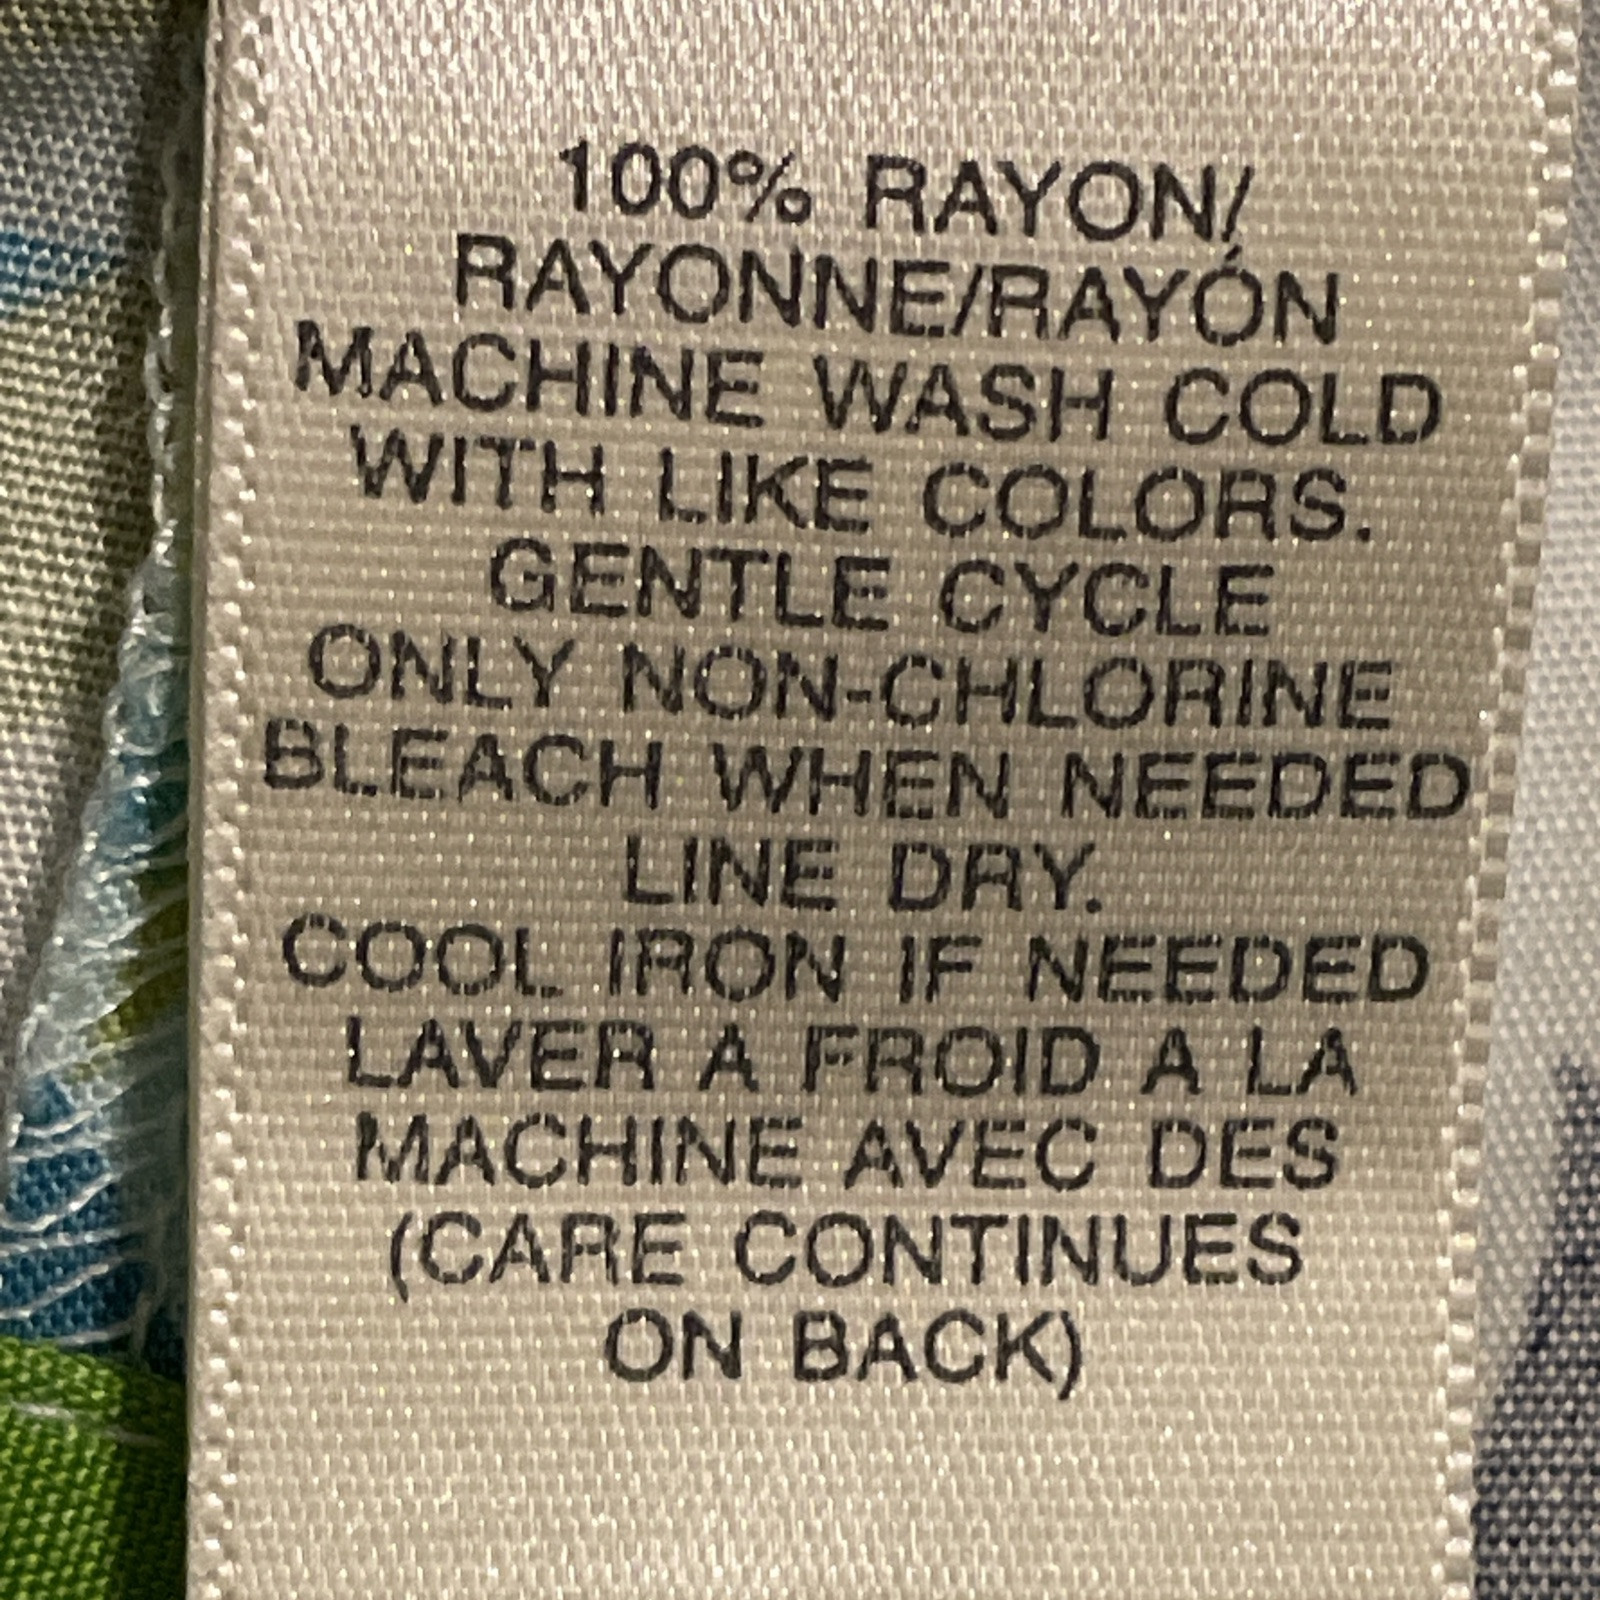 100% RAYON/
RAYONNE/RAYÓN
MACHINE WASH COLD
WITH LIKE COLORS.
GENTLE CYCLE
ONLY NON-CHLORINE
BLEACH WHEN NEEDED
LINE DRY.
COOL IRON IF NEEDED
LAVER A FROID A LA
MACHINE AVEC DES
(CARE CONTINUES
ON BACK)